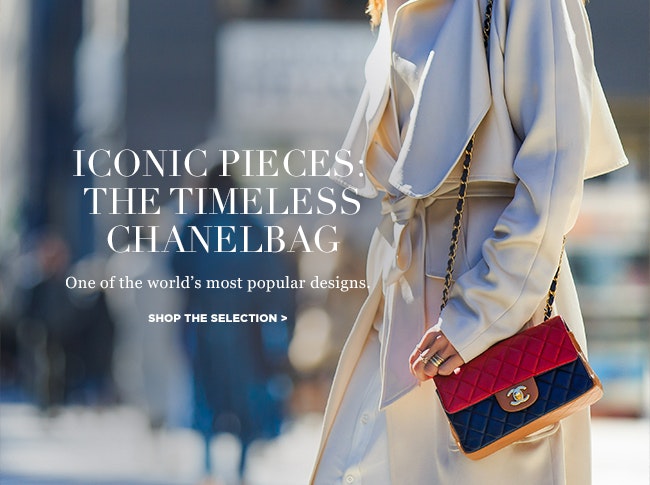 ICONIC PIECES:
THE TIMELESS
CHANELBAG
One of the world's most popular designs.
SHOP THE SELECTION >